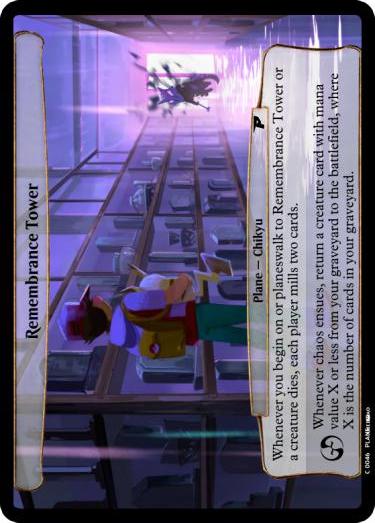 Remembrance Tower
Plane – Chikyu
Whenever you begin on or planeswalk to Remembrance Tower or
a creature dies, each player mills two cards.
Whenever chaos ensues, return a creature card with mana
value X or less from your graveyard to the battlefield, where
X is the number of cards in your graveyard.
C 0046